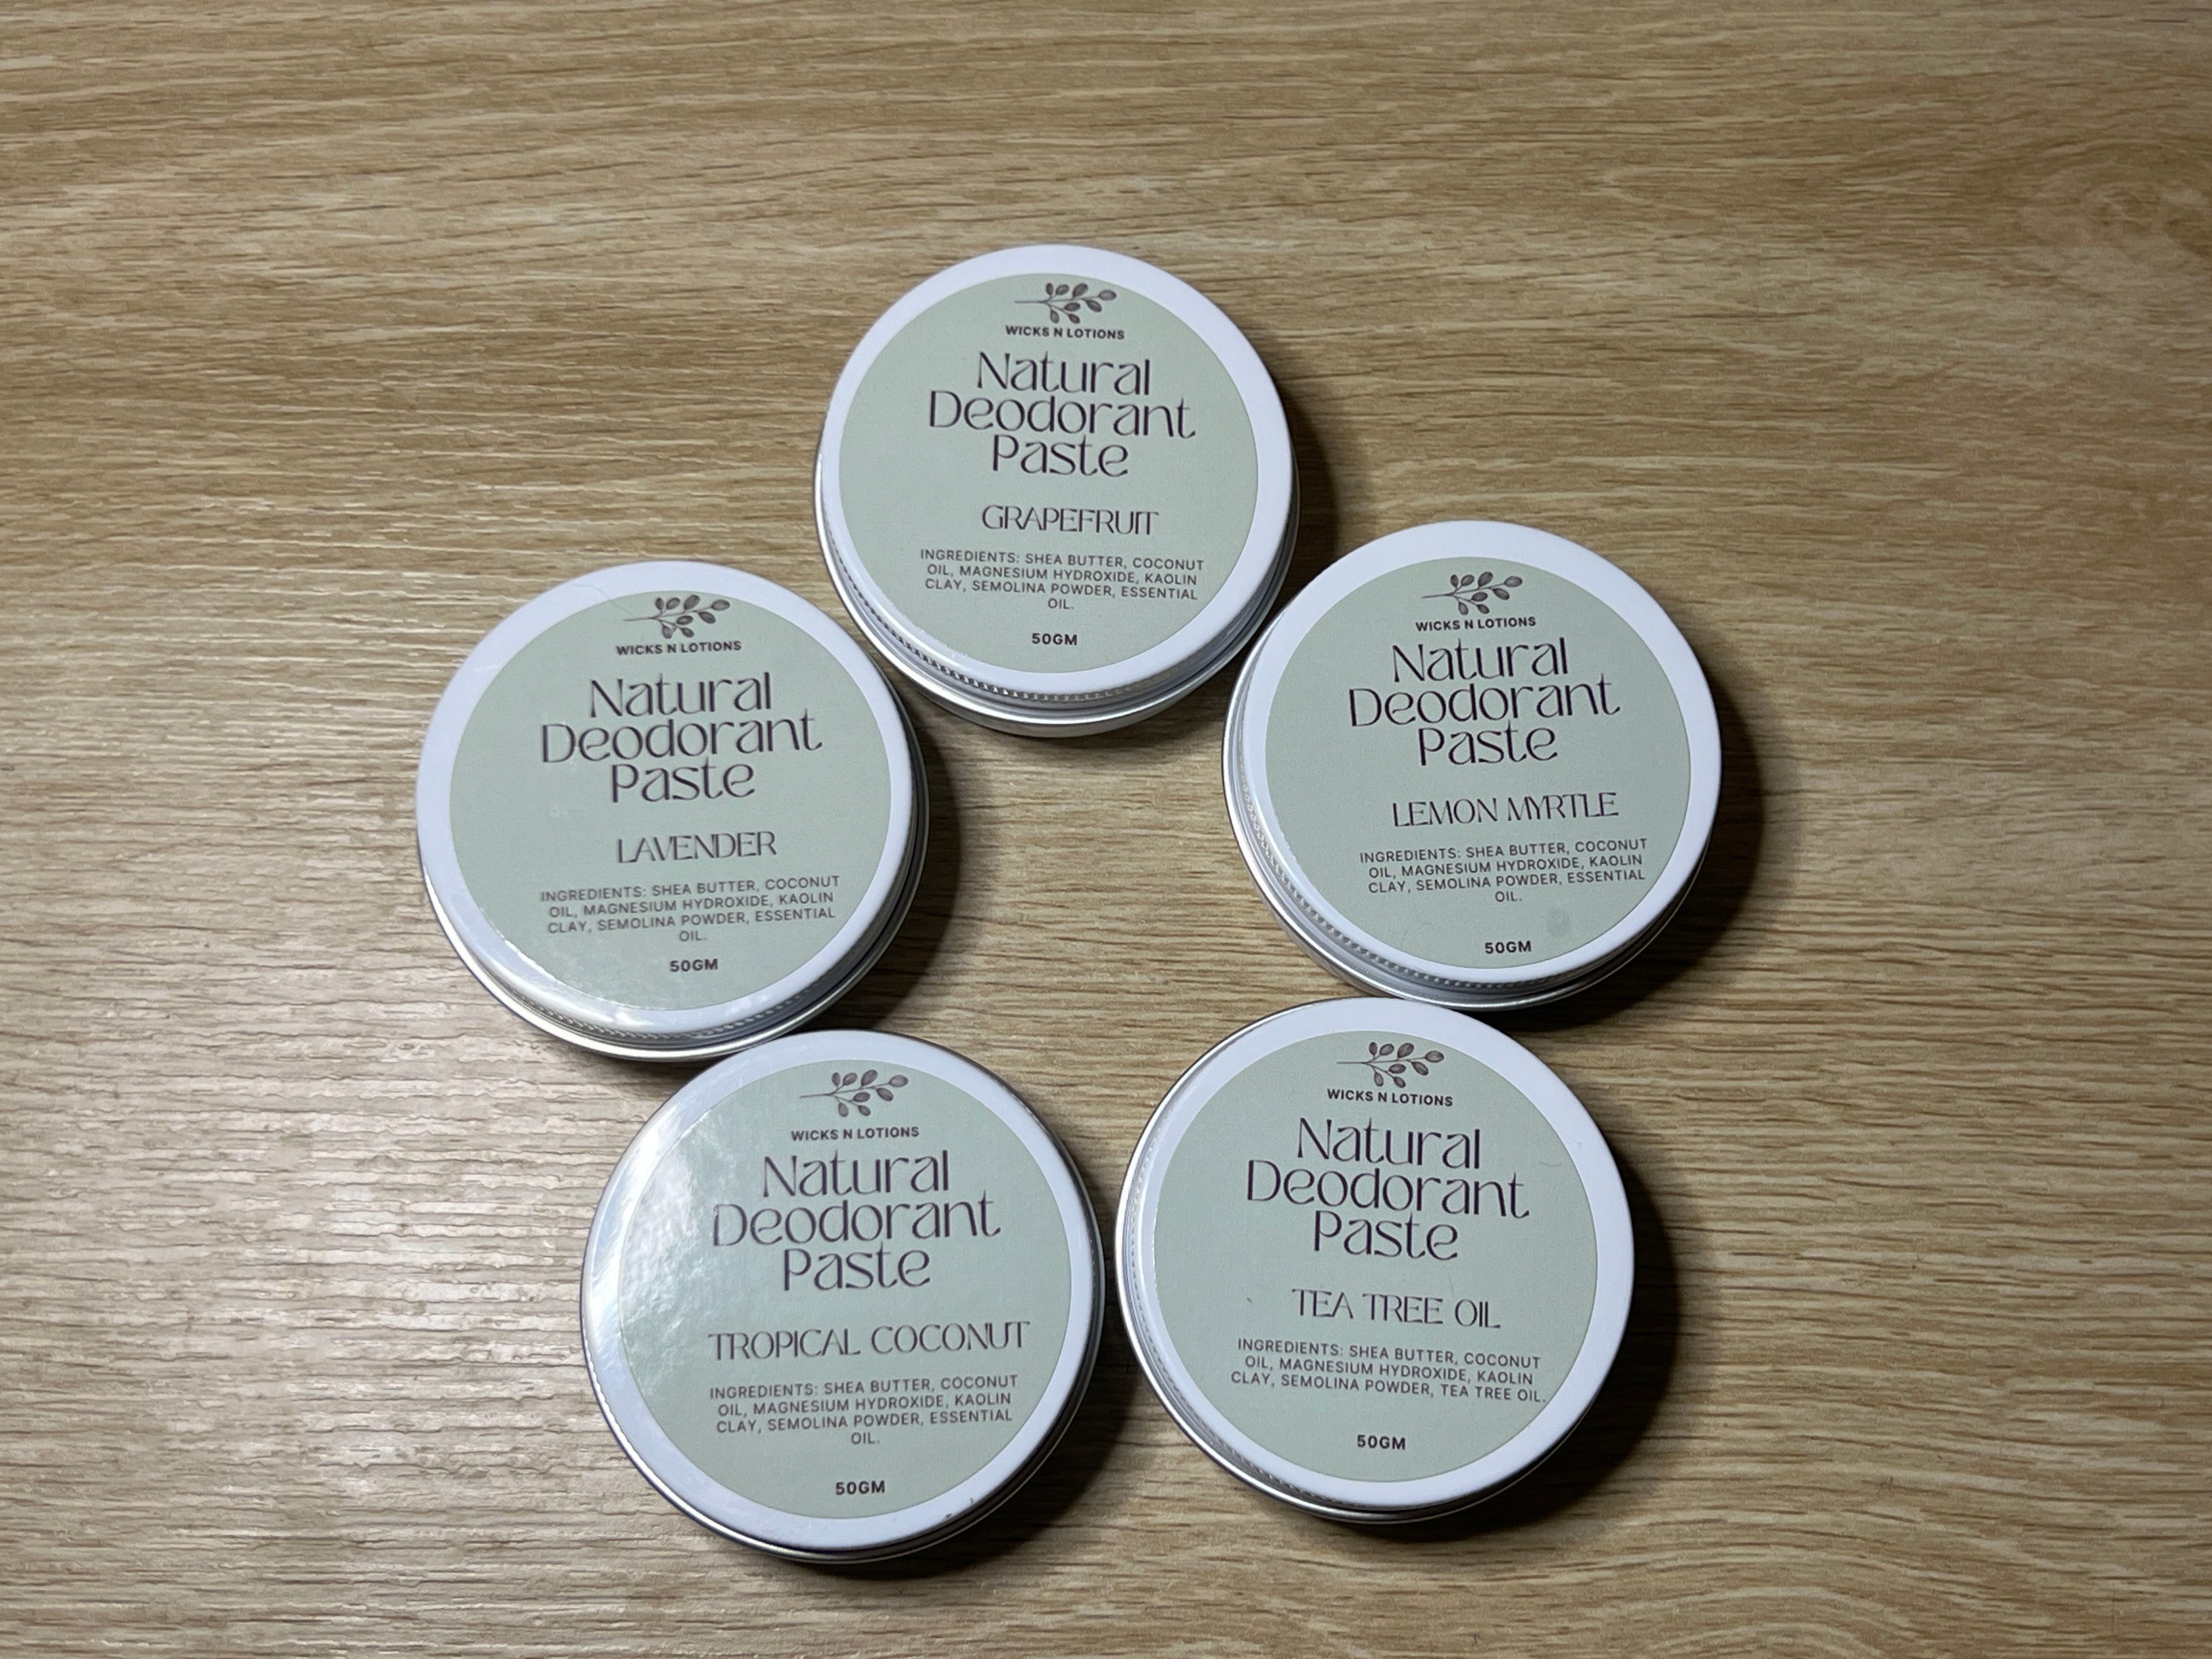 WICKS N LOTIONS
Natural
Deodorant
Paste
GRAPEFRUIT
INGREDIENTS: SHEA BUTTER, COCONUT
OIL, MAGNESIUM HYDROXIDE, KAOLIN
CLAY, SEMOLINA POWDER, ESSENTIAL
OIL.
50GM
WICKS N LOTIONS
Natural
Deodorant
Paste
LAVENDER
INGREDIENTS: SHEA BUTTER, COCONUT
OIL, MAGNESIUM HYDROXIDE, KAOLIN
CLAY, SEMOLINA POWDER, ESSENTIAL
OIL.
50GM
WICKS N LOTIONS
Natural
Deodorant
Paste
LEMON MYRTLE
INGREDIENTS: SHEA BUTTER, COCONUT
OIL, MAGNESIUM HYDROXIDE, KAOLIN
CLAY, SEMOLINA POWDER, ESSENTIAL
OIL.
50GM
WICKS N LOTIONS
Natural
Deodorant
Paste
TROPICAL COCONUT
INGREDIENTS: SHEA BUTTER, COCONUT
OIL, MAGNESIUM HYDROXIDE, KAOLIN
CLAY, SEMOLINA POWDER, ESSENTIAL
OIL.
50GM
WICKS N LOTIONS
Natural
Deodorant
Paste
TEA TREE OIL
INGREDIENTS: SHEA BUTTER, COCONUT
OIL, MAGNESIUM HYDROXIDE, KAOLIN
CLAY, SEMOLINA POWDER, TEA TREE OIL.
50GM